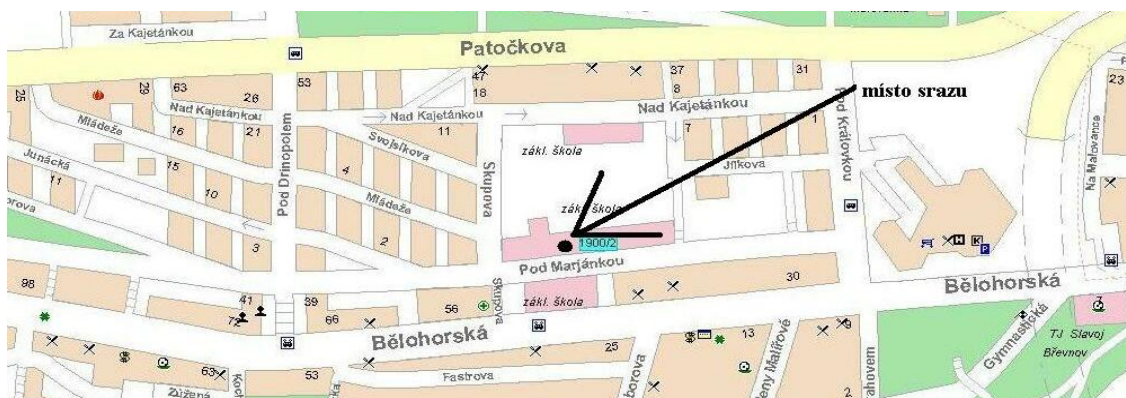 Za Kajetánkou
Patočkova
25
29
63
53
47
37
31
23
26
18
8
místo srazu
Nad Kajetánkou
Nad Kajetánkou
Nad Kajetánkou
Mládeže
16
21
11
7
1
Pod Královkou
Na Malovance
Junácká
15
Svojsíkova
zákl. škola
Jílkova
11
10
4
Pod Drinopolem
Skupova
Mládeže
zákl. škola
3
2
1900/2
Pod Marjánkou
98
41
39
56
Skupova
zákl. škola
30
Bělohorská
72
66
Bělohorská
13
9
7
Gymnastická
TJ Slavoj
Břevnov
63
53
25
Fastrova
2